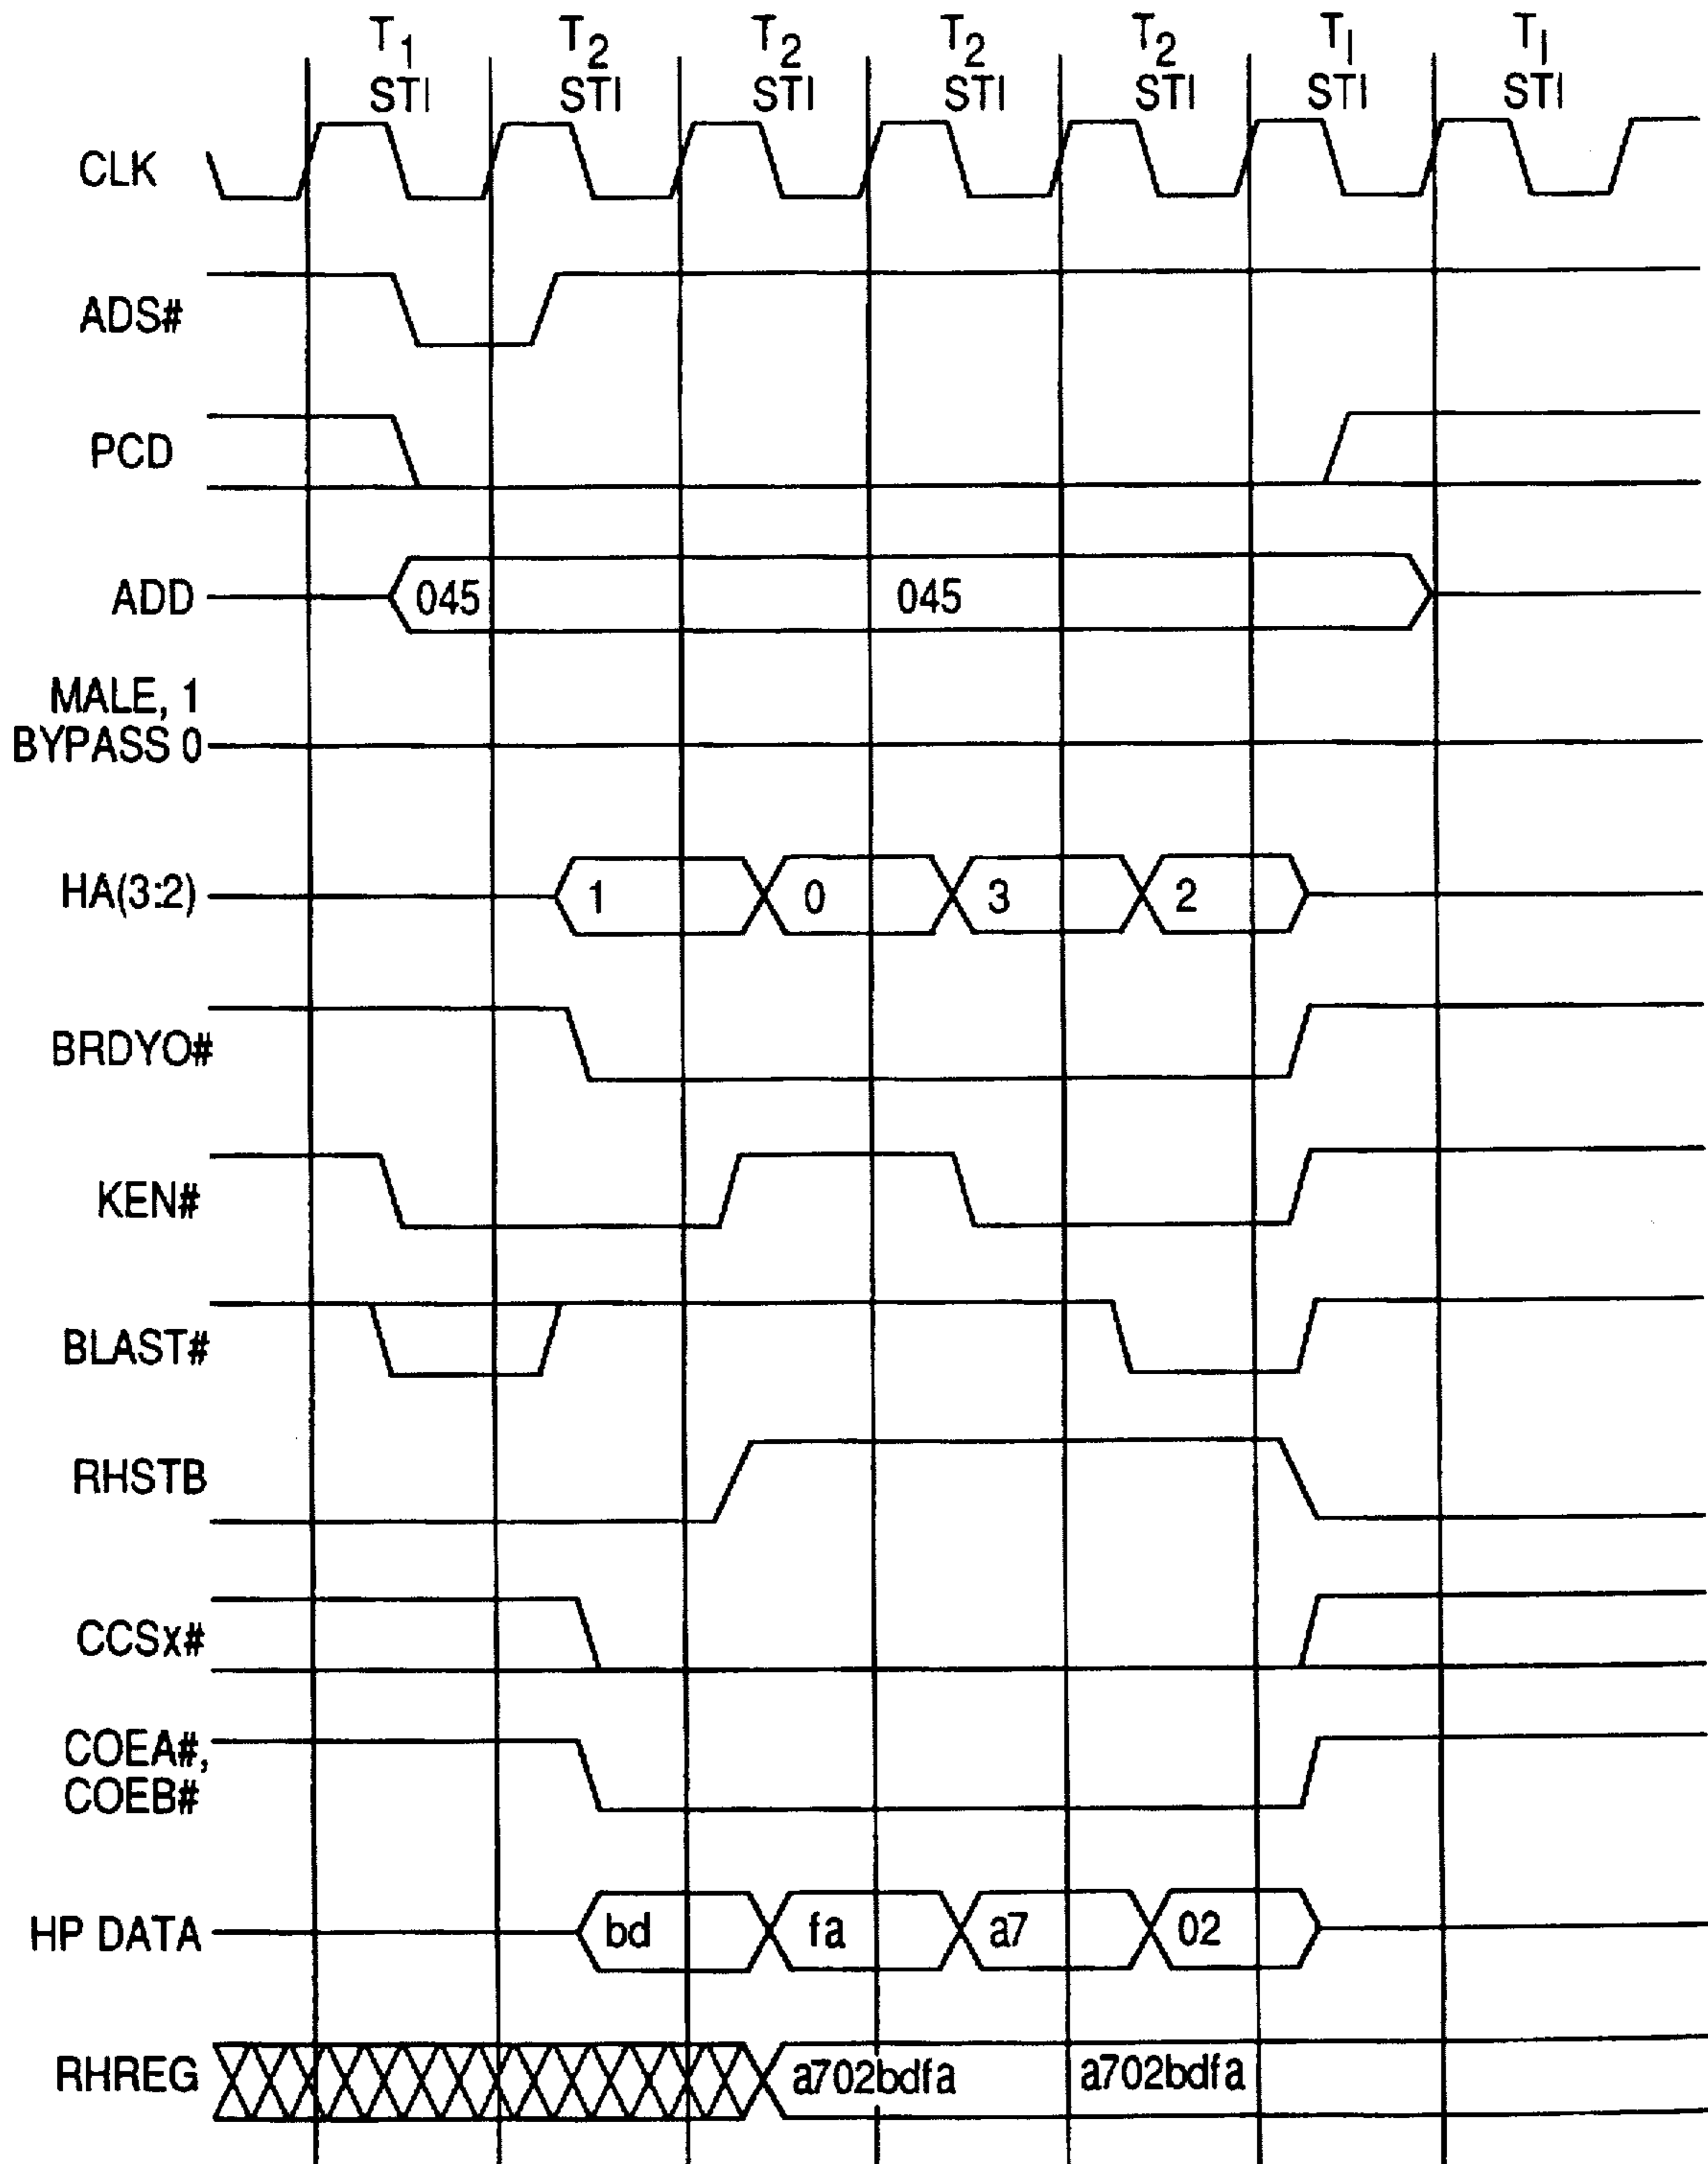 T1 T2 T2 T2 T2 TI TI
STI STI STI STI STI STI STI
CLK
ADS#
PCD
ADD 045 045
MALE, 1
BYPASS 0
HA(3:2) 1 0 3 2
BRDYO#
KEN#
BLAST#
RHSTB
CCSx#
COEA#,
COEB#
HP DATA bd fa a7 02
RHREG a702bdfa a702bdfa